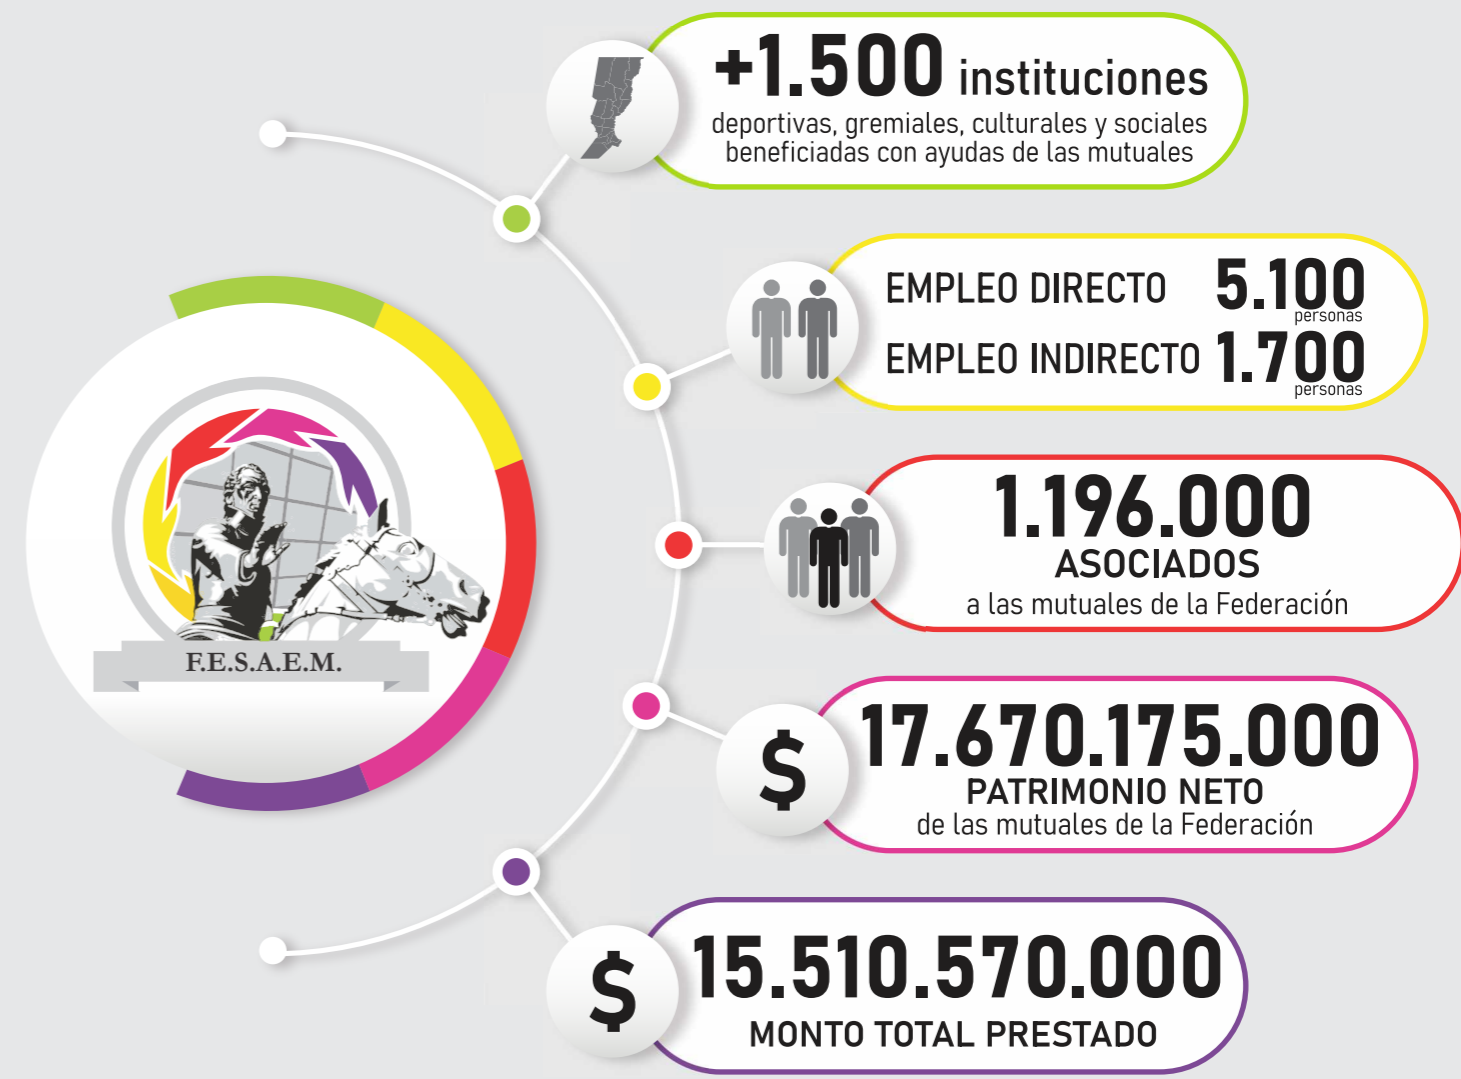 +1.500 instituciones
deportivas, gremiales, culturales y sociales
beneficiadas con ayudas de las mutuales
EMPLEO DIRECTO 5.100
personas
EMPLEO INDIRECTO 1.700
personas
1.196.000
ASOCIADOS
a las mutuales de la Federación
F.E.S.A.E.M.
$ 17.670.175.000
PATRIMONIO NETO
de las mutuales de la Federación
$ 15.510.570.000
MONTO TOTAL PRESTADO